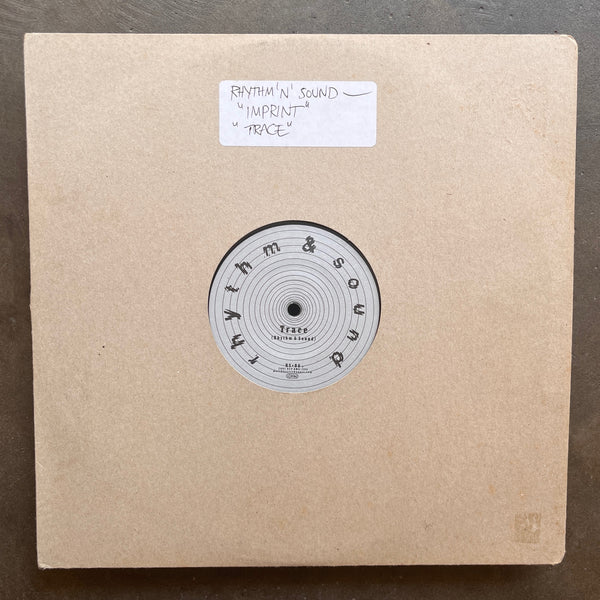 RHYTHM 'N' SOUND —
"IMPRINT"
"TRACE"
rhythm & sound
Trace
(Rhythm & Sound)